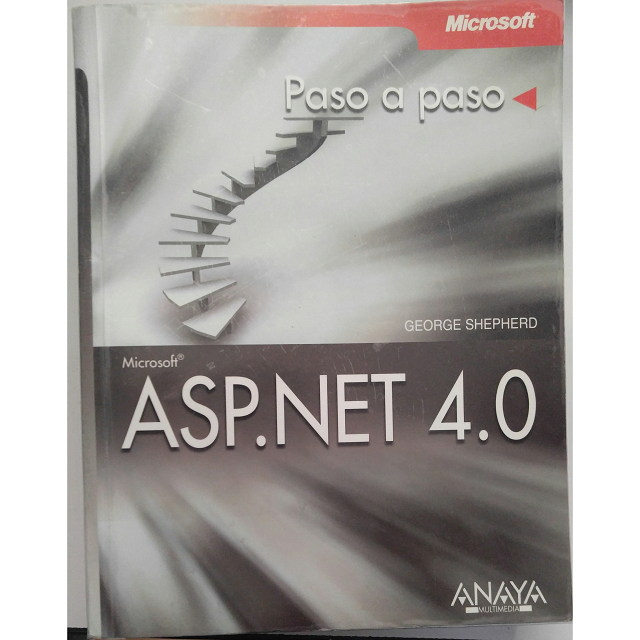 Microsoft
Paso a paso
GEORGE SHEPHERD
Microsoft®
ASP.NET 4.0
ANAYA
MULTIMEDIA